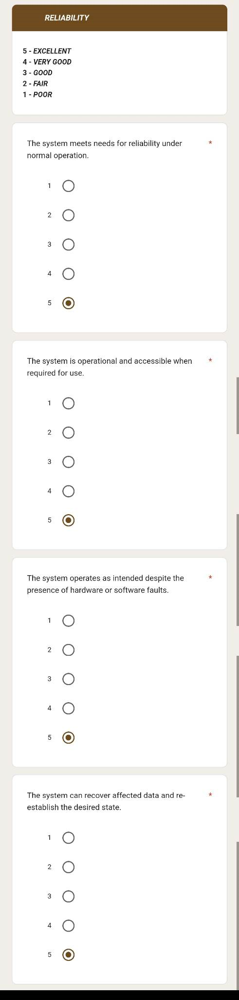 RELIABILITY
5 - EXCELLENT
4 - VERY GOOD
3 - GOOD
2 - FAIR
1 - POOR
The system meets needs for reliability under *
normal operation.
1
2
3
4
5
The system is operational and accessible when *
required for use.
1
2
3
4
5
The system operates as intended despite the *
presence of hardware or software faults.
1
2
3
4
5
The system can recover affected data and re- *
establish the desired state.
1
2
3
4
5